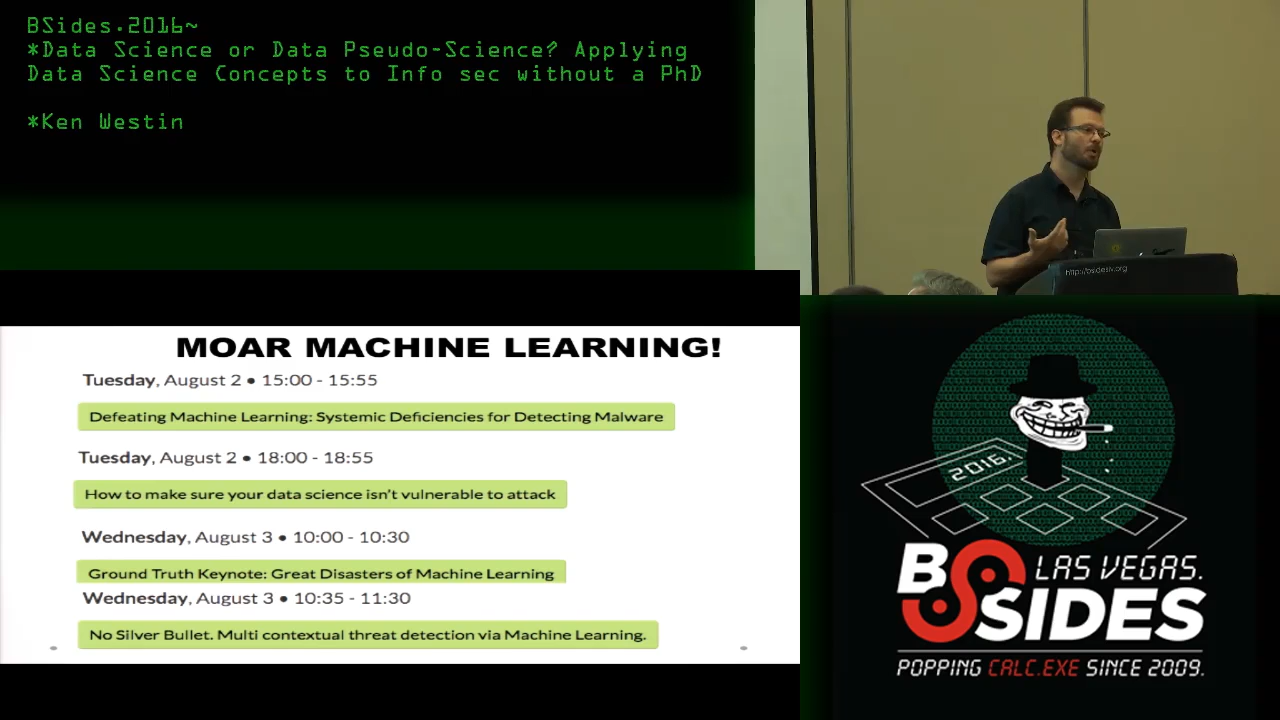 BSides.2016~
*Data Science or Data Pseudo-Science? Applying
Data Science Concepts to Info sec without a PhD
*Ken Westin
http://bsideslv.org
MOAR MACHINE LEARNING!
Tuesday, August 2 • 15:00 - 15:55
Defeating Machine Learning: Systemic Deficiencies for Detecting Malware
Tuesday, August 2 • 18:00 - 18:55
How to make sure your data science isn't vulnerable to attack
Wednesday, August 3 • 10:00 - 10:30
Ground Truth Keynote: Great Disasters of Machine Learning
Wednesday, August 3 • 10:35 - 11:30
No Silver Bullet. Multi contextual threat detection via Machine Learning.
2016.
BSIDES
LAS VEGAS.
POPPING CALC.EXE SINCE 2009.